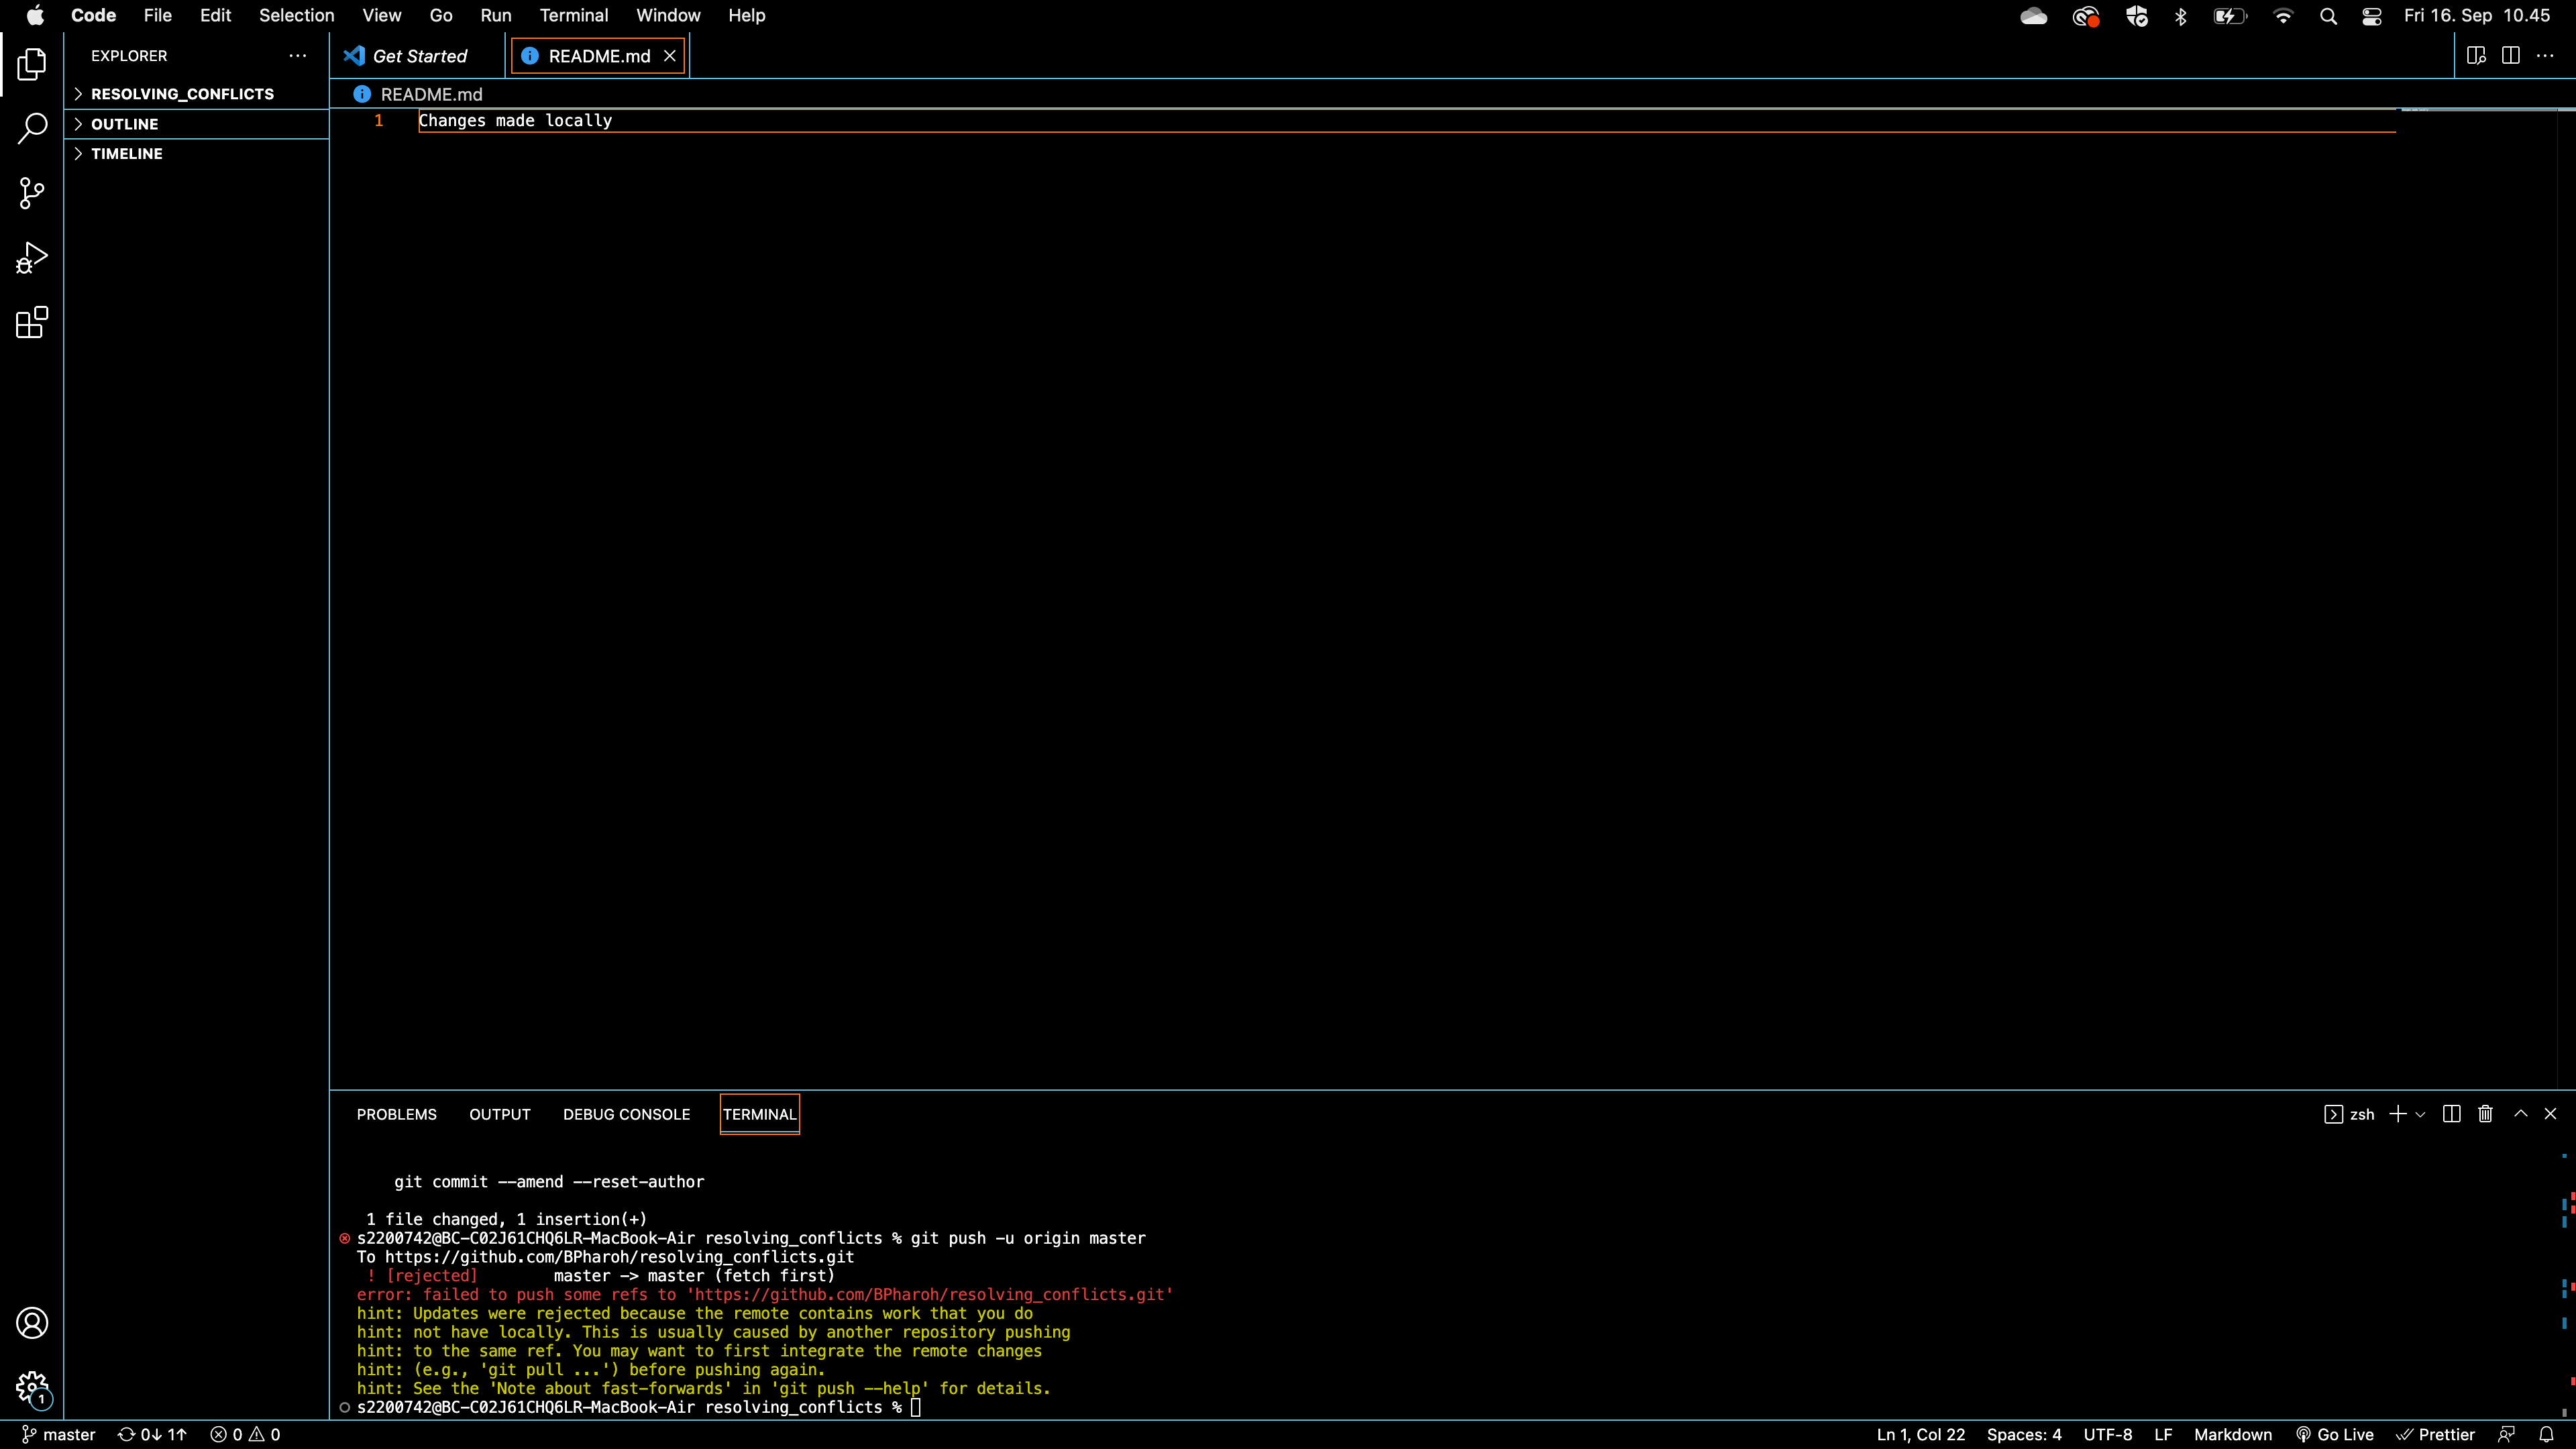 Code File Edit Selection View Go Run Terminal Window Help Fri 16. Sep 10.45
EXPLORER
Get Started
README.md
RESOLVING_CONFLICTS
README.md
OUTLINE
1 Changes made locally
TIMELINE
PROBLEMS OUTPUT DEBUG CONSOLE TERMINAL zsh
git commit --amend --reset-author
1 file changed, 1 insertion(+)
s2200742@BC-C02J61CHQ6LR-MacBook-Air resolving_conflicts % git push -u origin master
To https://github.com/BPharoh/resolving_conflicts.git
! [rejected] master -> master (fetch first)
error: failed to push some refs to 'https://github.com/BPharoh/resolving_conflicts.git'
hint: Updates were rejected because the remote contains work that you do
hint: not have locally. This is usually caused by another repository pushing
hint: to the same ref. You may want to first integrate the remote changes
hint: (e.g., 'git pull ...') before pushing again.
hint: See the 'Note about fast-forwards' in 'git push --help' for details.
s2200742@BC-C02J61CHQ6LR-MacBook-Air resolving_conflicts %
1
master 0↓ 1↑ 0 0 Ln 1, Col 22 Spaces: 4 UTF-8 LF Markdown Go Live Prettier